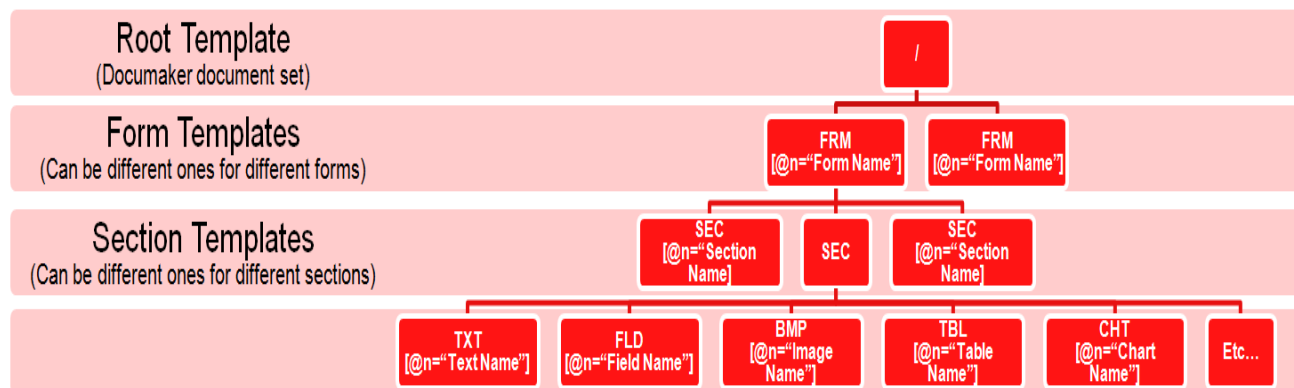 Root Template
(Documaker document set)
/
Form Templates
(Can be different ones for different forms)
FRM
[@n=“Form Name”]
FRM
[@n=“Form Name”]
Section Templates
(Can be different ones for different sections)
SEC
[@n=“Section
Name]
SEC
SEC
[@n=“Section
Name]
TXT
[@n=“Text Name”]
FLD
[@n=“Field Name”]
BMP
[@n=“Image
Name”]
TBL
[@n=“Table
Name”]
CHT
[@n=“Chart
Name”]
Etc…